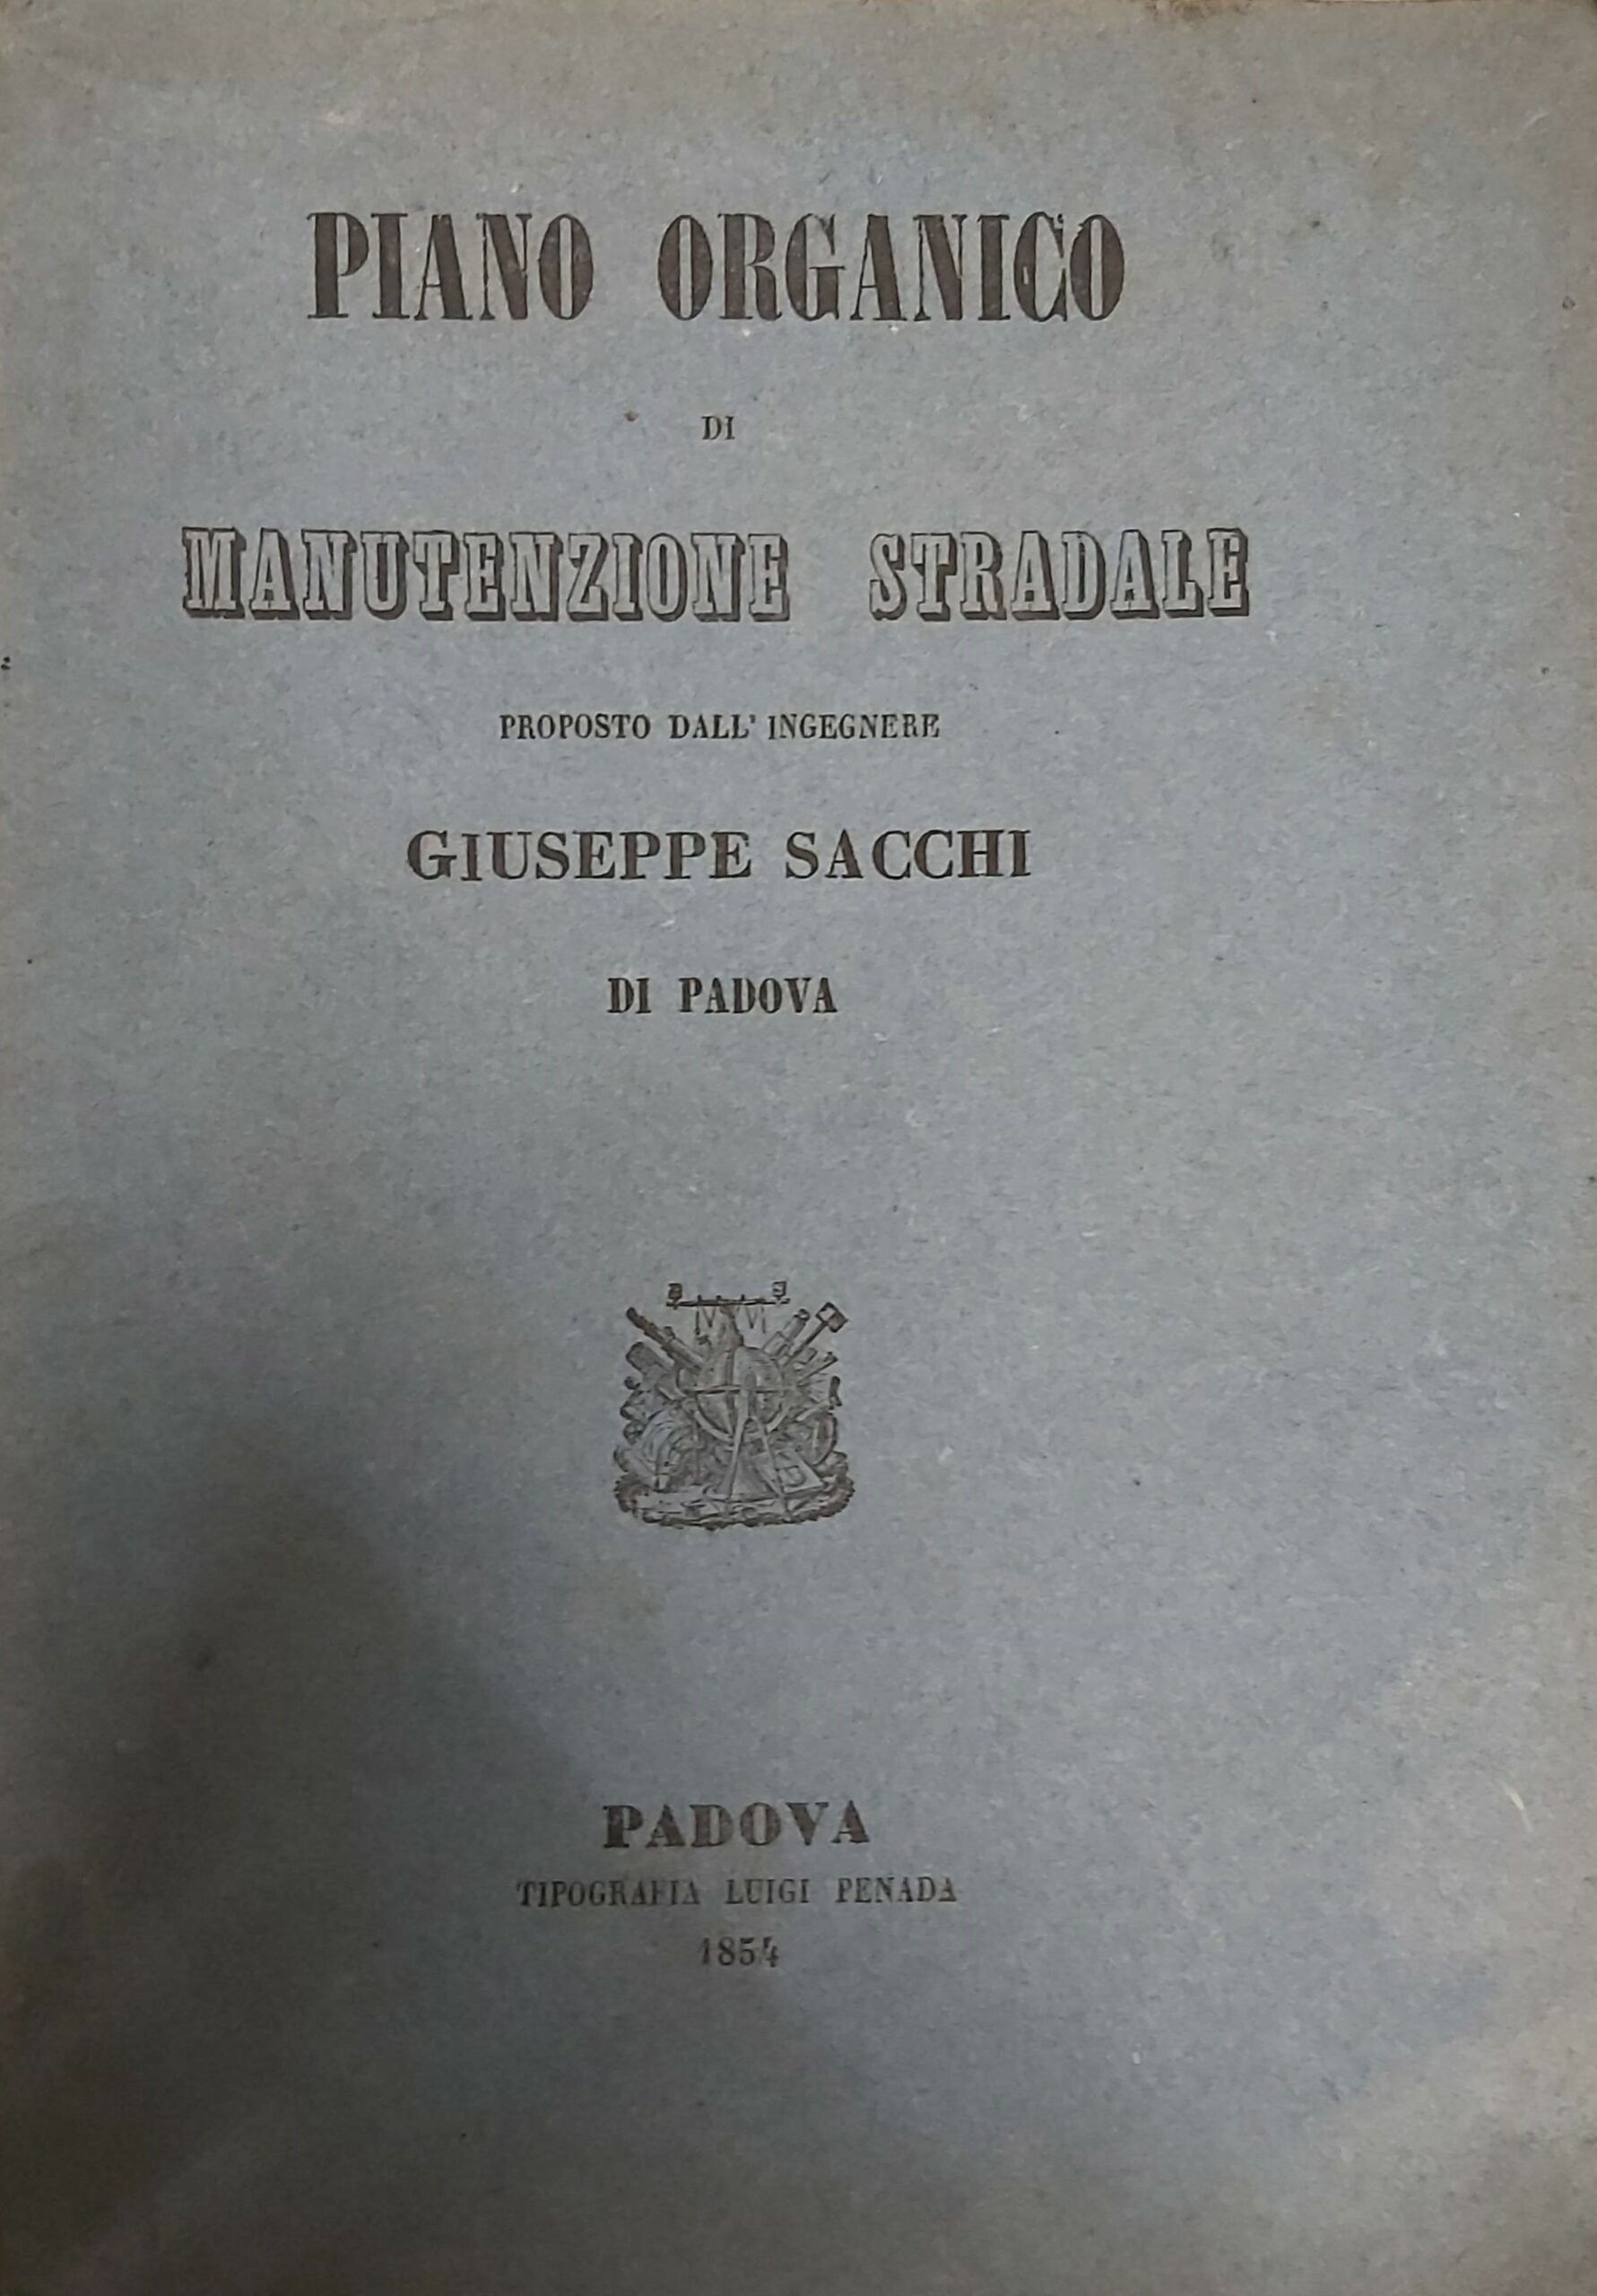 PIANO ORGANICO
DI
MANUTENZIONE STRADALE
PROPOSTO DALL' INGEGNERE
GIUSEPPE SACCHI
DI PADOVA
PADOVA
TIPOGRAFIA LUIGI PENADA
1854